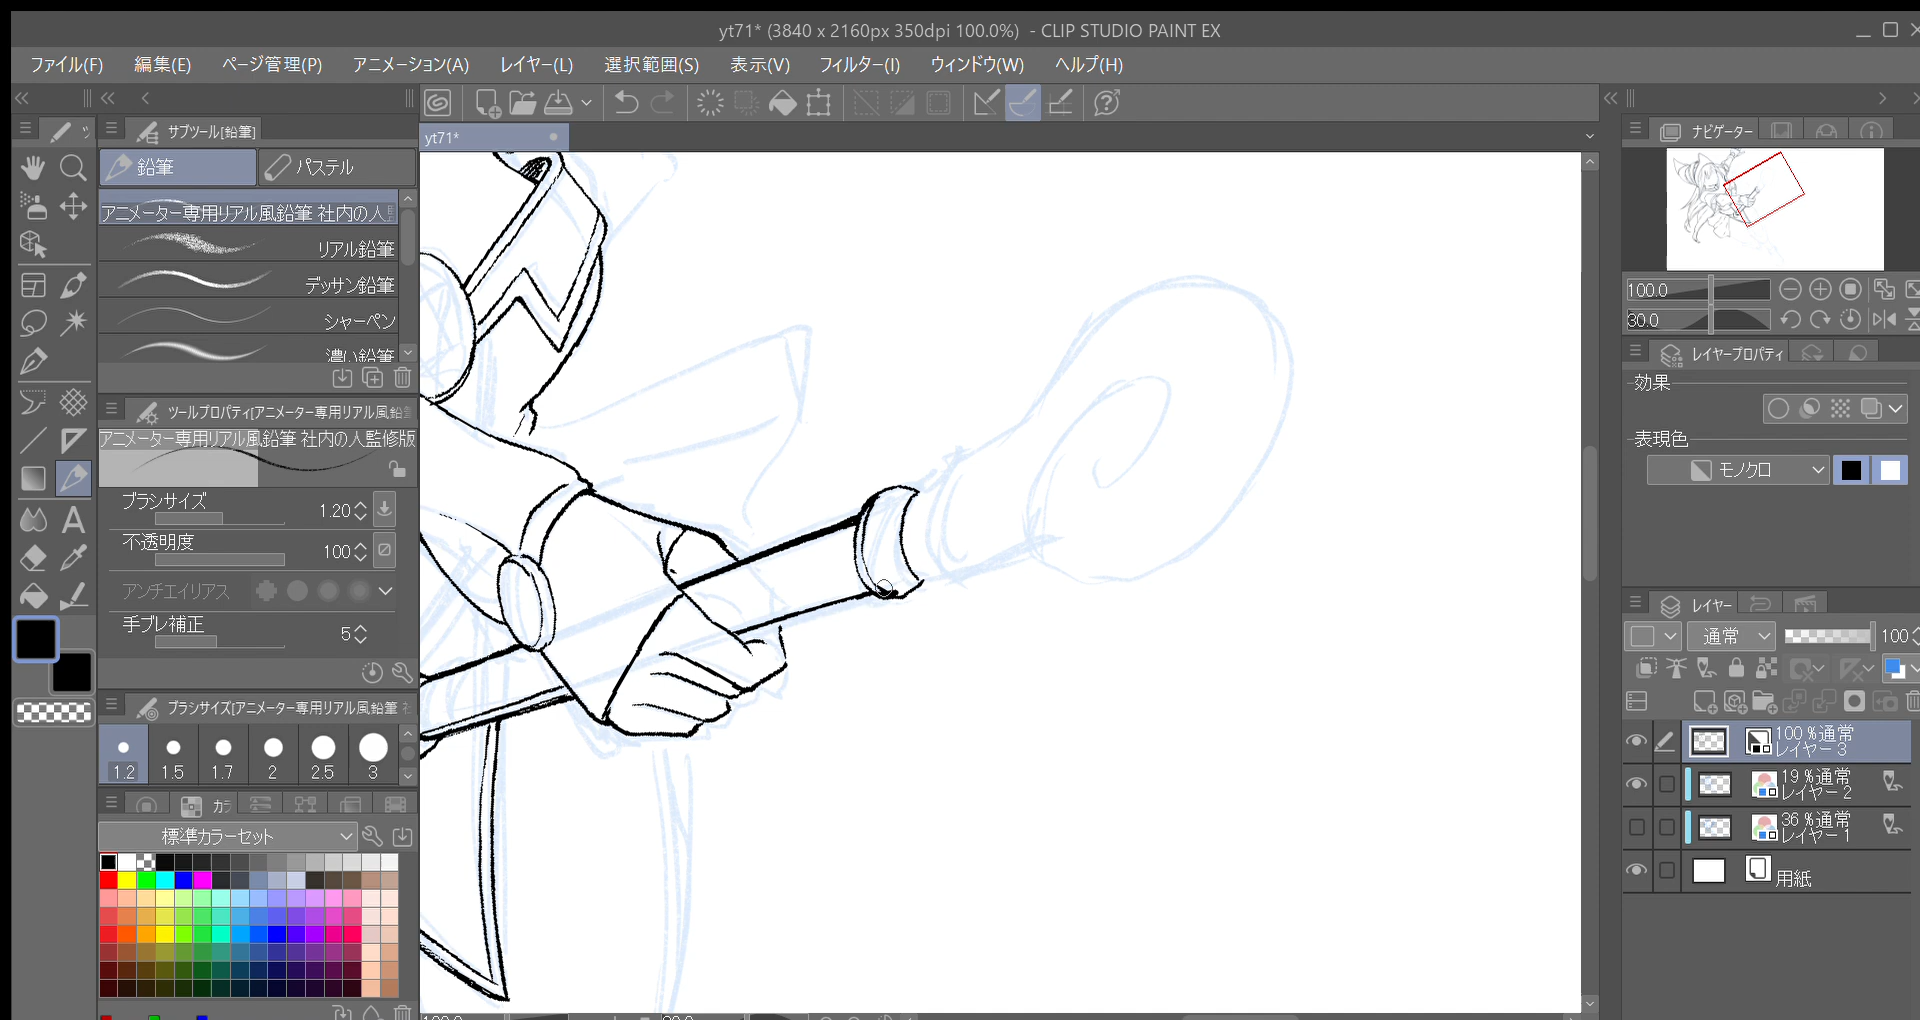 yt71* (3840 x 2160px 350dpi 100.0%) - CLIP STUDIO PAINT EX
ファイル(F) 編集(E) ページ管理(P) アニメーション(A) レイヤー(L) 選択範囲(S) 表示(V) フィルター(I) ウィンドウ(W) ヘルプ(H)
サブツール[鉛筆]
yt71*
ナビゲーター
鉛筆 パステル
アニメーター専用リアル風鉛筆 社内の人
リアル鉛筆
デッサン鉛筆
シャーペン
濃い鉛筆
100.0
30.0
レイヤープロパティ
効果
表現色
モノクロ
ツールプロパティ[アニメーター専用リアル風鉛
アニメーター専用リアル風鉛筆 社内の人監修版
ブラシサイズ 1.20
不透明度 100
アンチエイリアス
手ブレ補正 5
ブラシサイズ[アニメーター専用リアル風鉛筆
1.2 1.5 1.7 2 2.5 3
カラ
標準カラーセット
レイヤー
通常 100
100 %通常
レイヤー 3
19 %通常
レイヤー 2
36 %通常
レイヤー 1
用紙